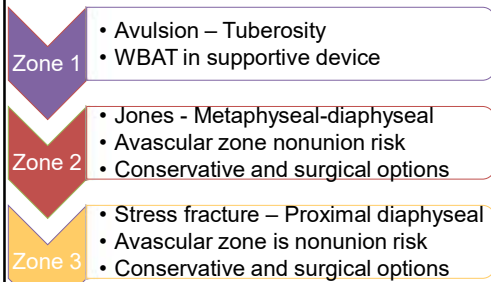 Zone 1
• Avulsion – Tuberosity
• WBAT in supportive device
Zone 2
• Jones - Metaphyseal-diaphyseal
• Avascular zone nonunion risk
• Conservative and surgical options
Zone 3
• Stress fracture – Proximal diaphyseal
• Avascular zone is nonunion risk
• Conservative and surgical options